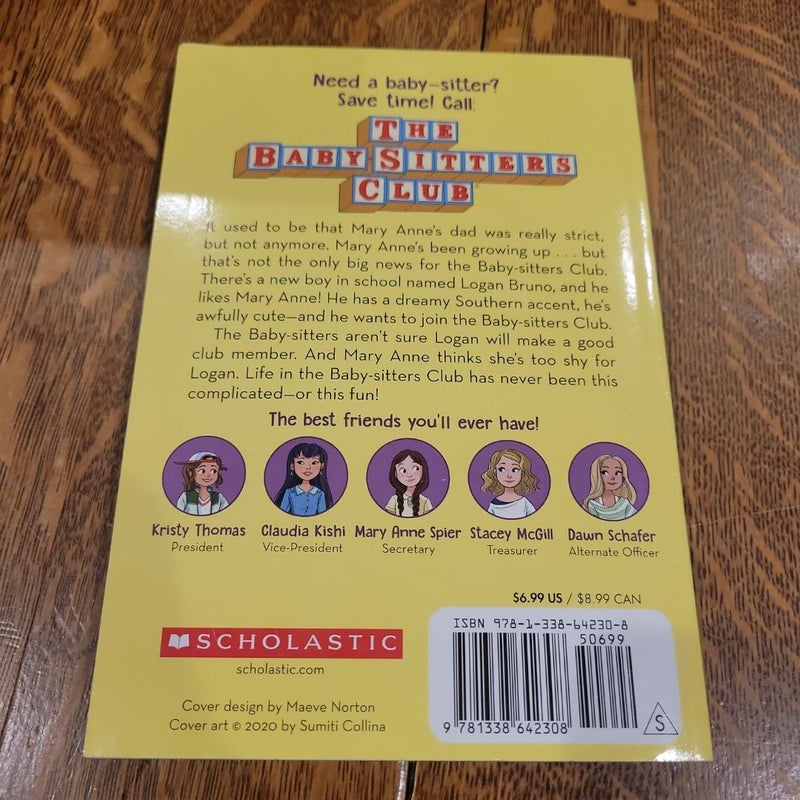 Need a baby-sitter?
Save time! Call:
THE
BABY SITTERS
CLUB
It used to be that Mary Anne's dad was really strict,
but not anymore. Mary Anne's been growing up . . . but
that's not the only big news for the Baby-sitters Club.
There's a new boy in school named Logan Bruno, and he
likes Mary Anne! He has a dreamy Southern accent, he's
awfully cute—and he wants to join the Baby-sitters Club.
The Baby-sitters aren't sure Logan will make a good
club member. And Mary Anne thinks she's too shy for
Logan. Life in the Baby-sitters Club has never been this
complicated—or this fun!
The best friends you'll ever have!
Kristy Thomas Claudia Kishi Mary Anne Spier Stacey McGill Dawn Schafer
President Vice-President Secretary Treasurer Alternate Officer
$6.99 US / $8.99 CAN
ISBN 978-1-338-64230-8
50699
SCHOLASTIC
scholastic.com
Cover design by Maeve Norton
Cover art © 2020 by Sumiti Collina
9 781338 642308
S